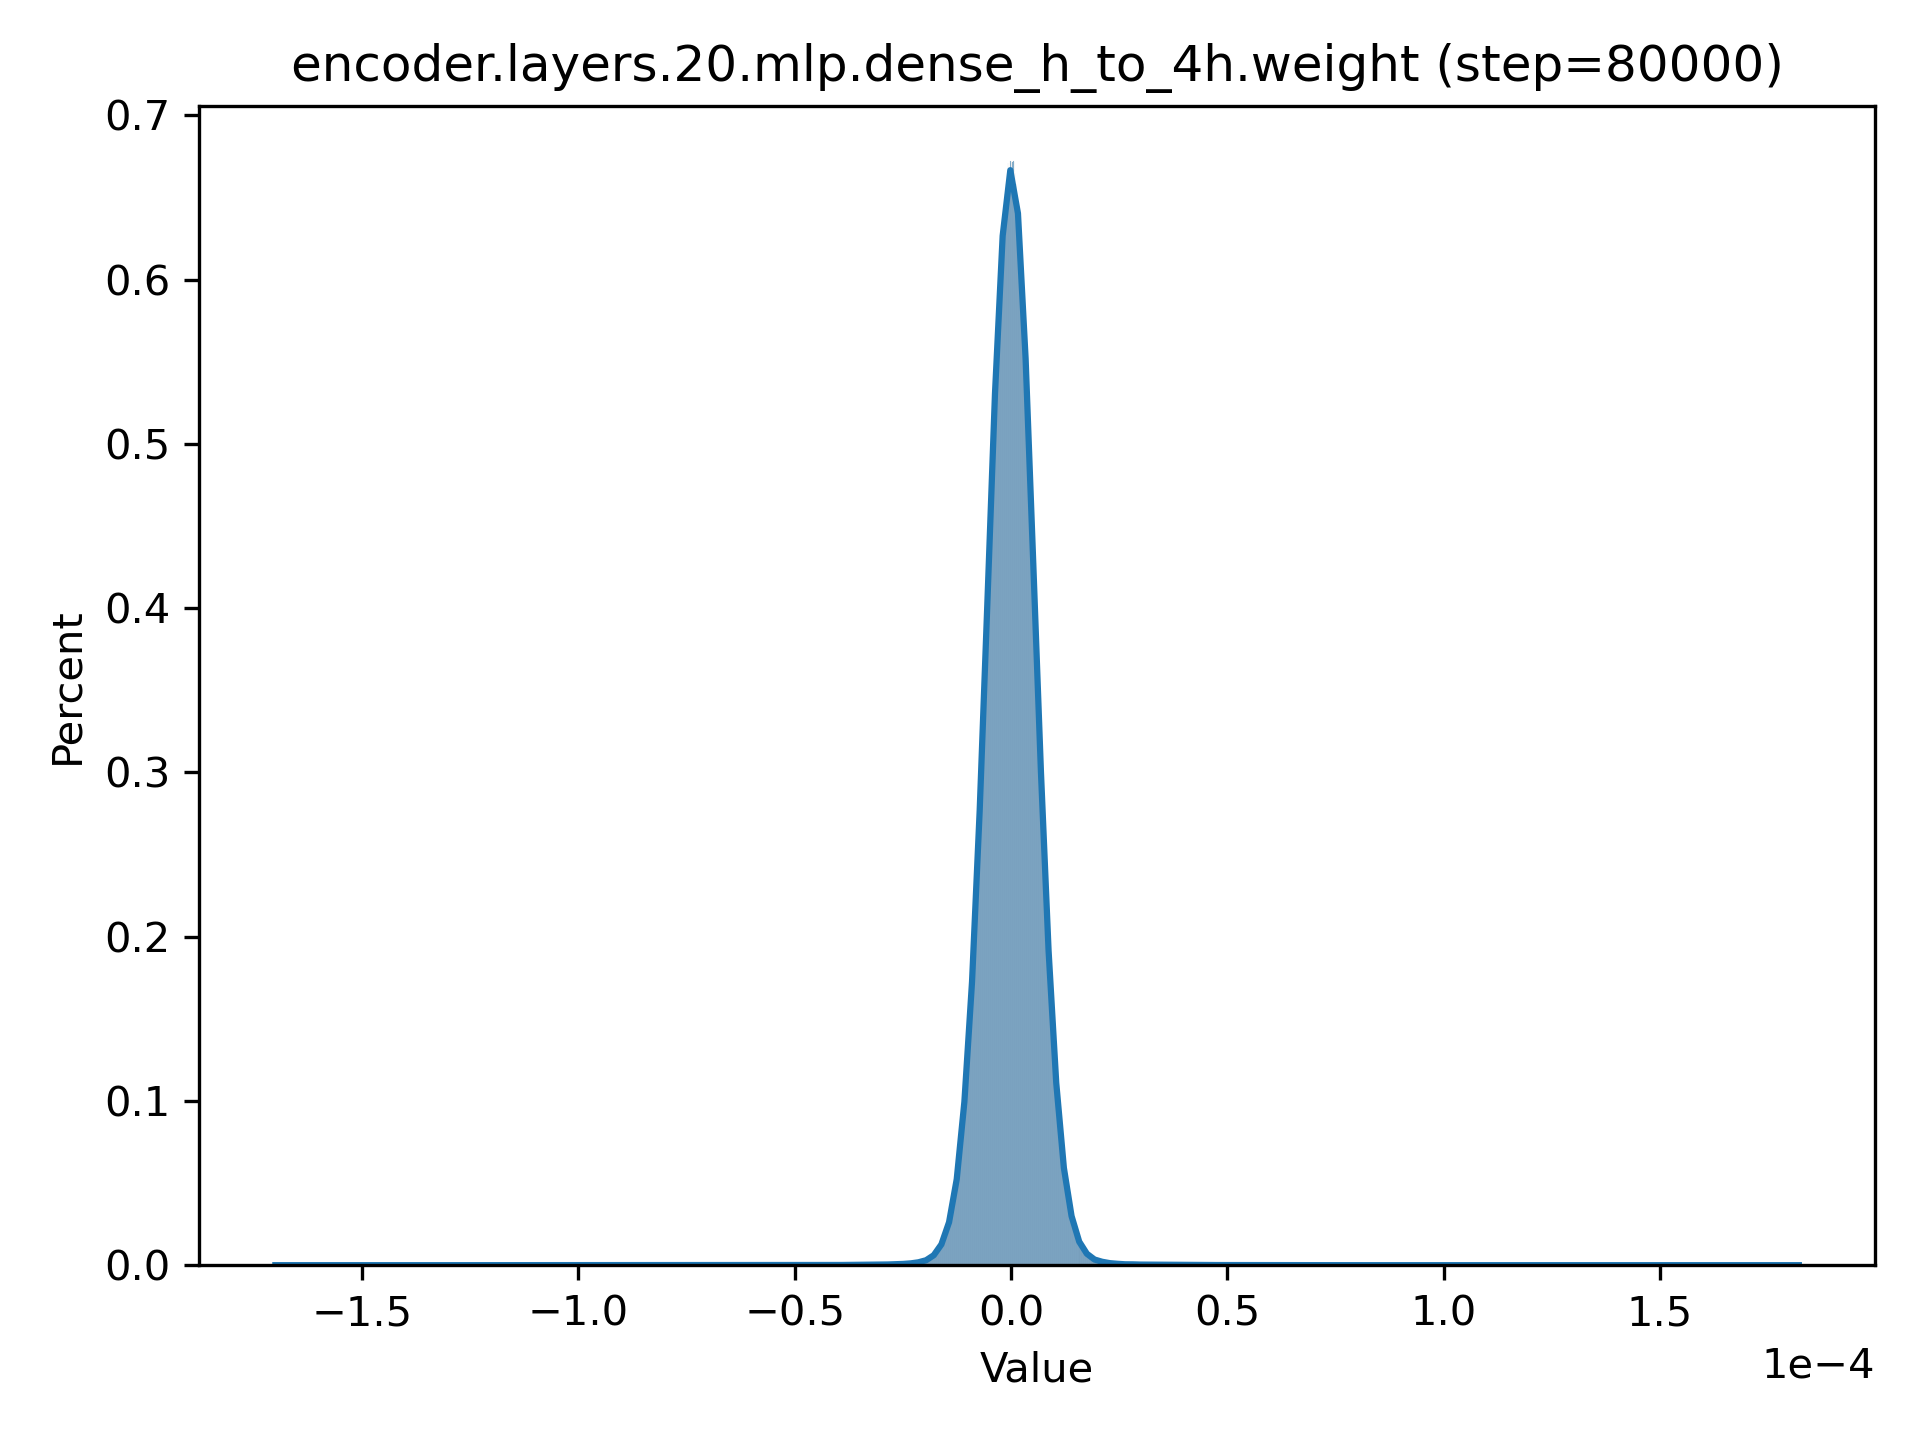 encoder.layers.20.mlp.dense_h_to_4h.weight (step=80000)
0.7
0.6
0.5
0.4
0.3
0.2
0.1
0.0
Percent
−1.5 −1.0 −0.5 0.0 0.5 1.0 1.5
Value
1e−4